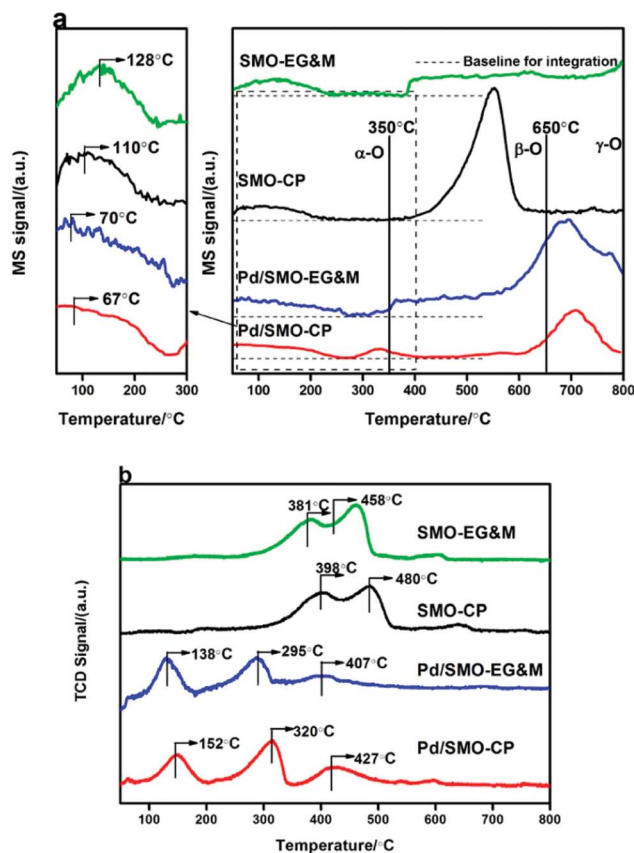 a
128°C
110°C
70°C
67°C
MS signal/(a.u.)
100 200 300
Temperature/°C
SMO-EG&M
Baseline for integration
350°C
650°C
α-O
β-O
γ-O
SMO-CP
Pd/SMO-EG&M
Pd/SMO-CP
MS signal/(a.u.)
100 200 300 400 500 600 700 800
Temperature/°C
b
381°C
458°C
SMO-EG&M
398°C
480°C
SMO-CP
138°C
295°C
407°C
Pd/SMO-EG&M
152°C
320°C
427°C
Pd/SMO-CP
TCD Signal/(a.u.)
100 200 300 400 500 600 700 800
Temperature/°C